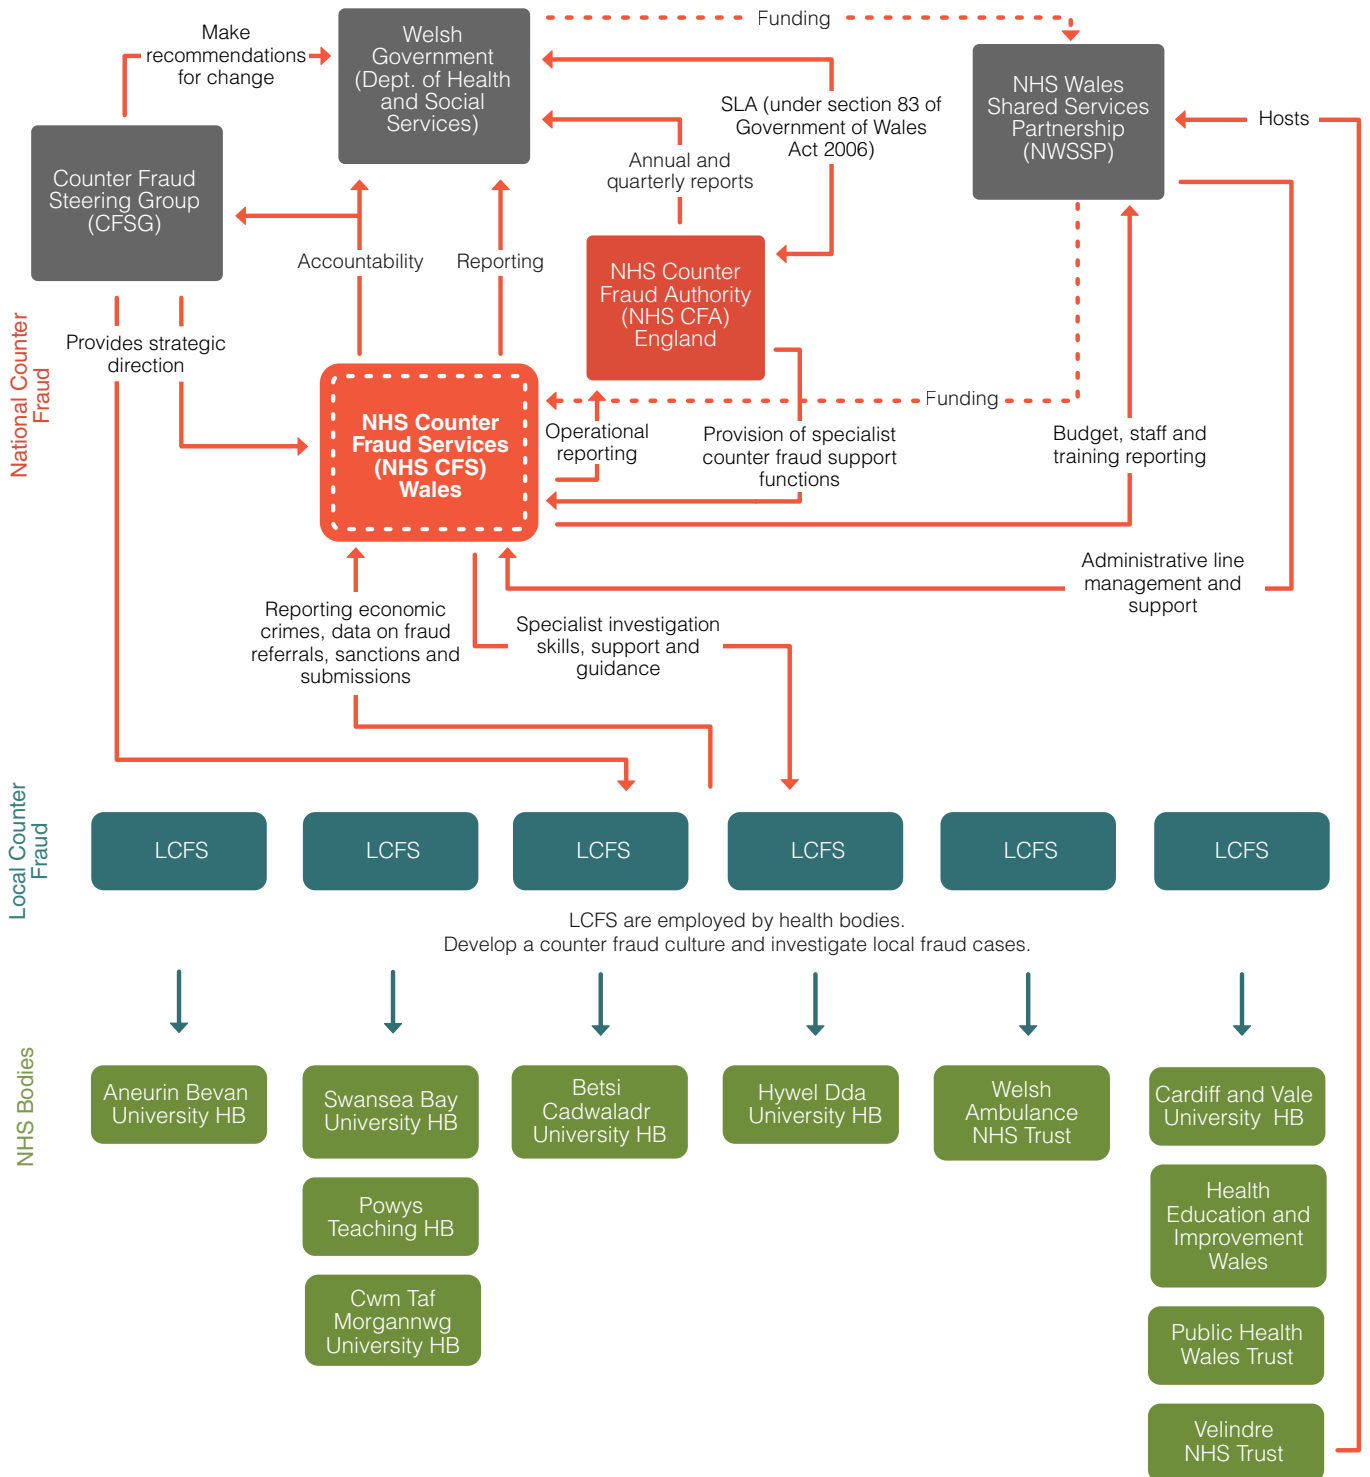 Funding
Make
recommendations
for change
Welsh
Government
(Dept. of Health
and Social
Services)
NHS Wales
Shared Services
Partnership
(NWSSP)
Hosts
SLA (under section 83 of
Government of Wales
Act 2006)
Annual and
quarterly reports
Counter Fraud
Steering Group
(CFSG)
Accountability
Reporting
NHS Counter
Fraud Authority
(NHS CFA)
England
National Counter
Fraud
Provides strategic
direction
NHS Counter
Fraud Services
(NHS CFS)
Wales
Funding
Operational
reporting
Provision of specialist
counter fraud support
functions
Budget, staff and
training reporting
Administrative line
management and
support
Reporting economic
crimes, data on fraud
referrals, sanctions and
submissions
Specialist investigation
skills, support and
guidance
Local Counter
Fraud
LCFS
LCFS
LCFS
LCFS
LCFS
LCFS
LCFS are employed by health bodies.
Develop a counter fraud culture and investigate local fraud cases.
NHS Bodies
Aneurin Bevan
University HB
Swansea Bay
University HB
Powys
Teaching HB
Cwm Taf
Morgannwg
University HB
Betsi
Cadwaladr
University HB
Hywel Dda
University HB
Welsh
Ambulance
NHS Trust
Cardiff and Vale
University HB
Health
Education and
Improvement
Wales
Public Health
Wales Trust
Velindre
NHS Trust